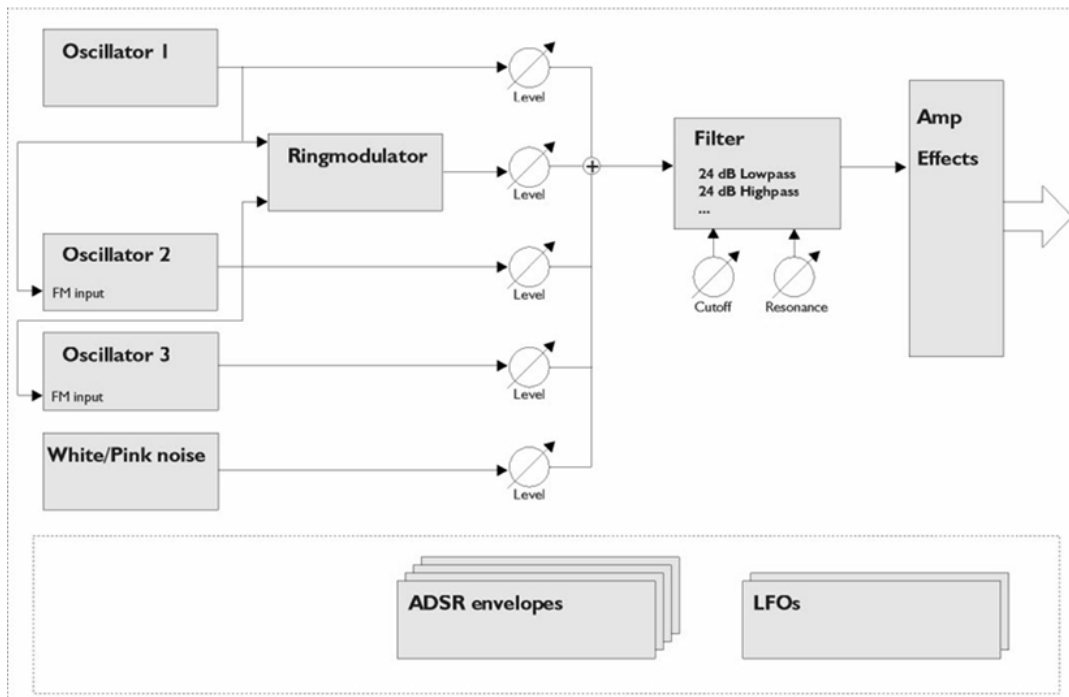 Oscillator 1
Level
Ringmodulator
Level
Filter
24 dB Lowpass
24 dB Highpass
...
Amp
Effects
Oscillator 2
FM input
Level
Cutoff
Resonance
Oscillator 3
FM input
Level
White/Pink noise
Level
ADSR envelopes
LFOs